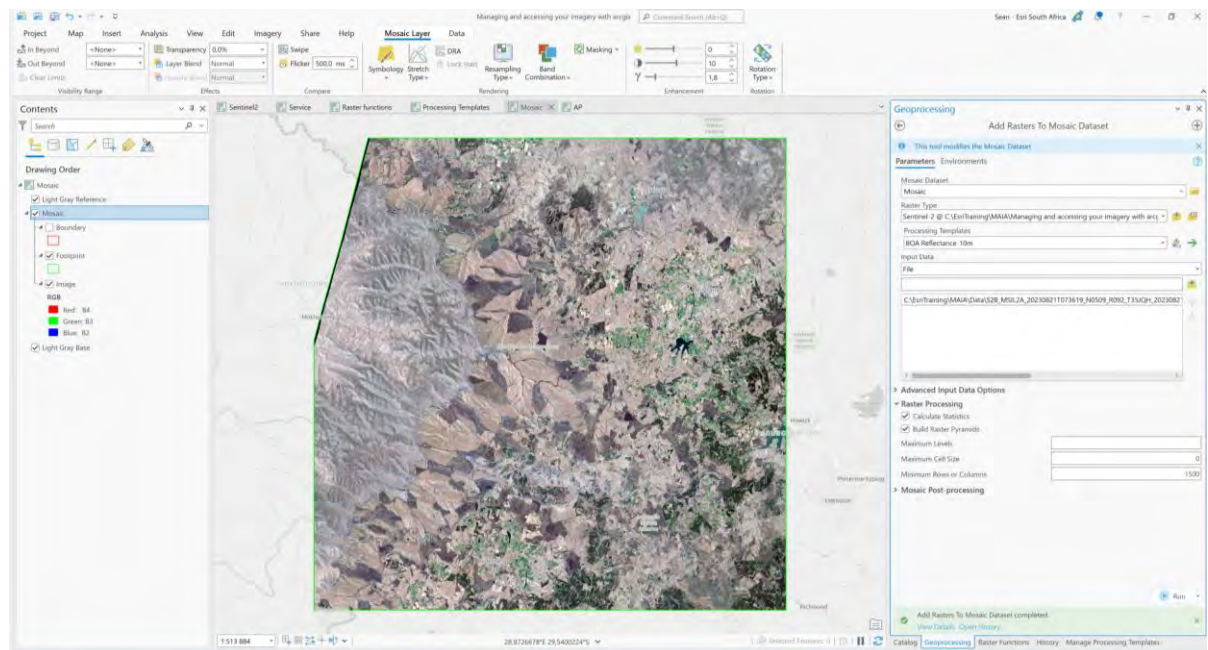 Managing and accessing your imagery with arcgis
Command Search (Alt+Q)
Sean - Esri South Africa
Project Map Insert Analysis View Edit Imagery Share Help Mosaic Layer Data
In Beyond <None>
Out Beyond <None>
Clear Limits
Visibility Range
Transparency 0.0%
Layer Blend Normal
Feature Blend Normal
Effects
Swipe
Flicker 500.0 ms
Compare
Symbology
Stretch Type
DRA
Resampling Type
Band Combination
Masking
Rendering
0
10
1,8
Enhancement
Rotation Type
Rotation
Contents
Search
Drawing Order
Mosaic
Light Gray Reference
Mosaic
Boundary
Footprint
Image
RGB
Red: B4
Green: B3
Blue: B2
Light Gray Base
Sentinel2 Service Raster functions Processing Templates Mosaic AP
Howick
Richmond
1:513 884
28,8726678°E 29,5400224°S
Selected Features: 0
Geoprocessing
Add Rasters To Mosaic Dataset
This tool modifies the Mosaic Dataset
Parameters Environments
Mosaic Dataset
Mosaic
Raster Type
Sentinel-2 @ C:\EsriTraining\MAIA\Managing and accessing your imagery with arc
Processing Templates
BOA Reflectance 10m
Input Data
File
C:\EsriTraining\MAIA\Data\S2B_MSIL2A_20230821T073619_N0509_R092_T35JQH_2023082
Advanced Input Data Options
Raster Processing
Calculate Statistics
Build Raster Pyramids
Maximum Levels
Maximum Cell Size 0
Minimum Rows or Columns 1500
Mosaic Post-processing
Run
Add Rasters To Mosaic Dataset completed.
View Details Open History
Catalog Geoprocessing Raster Functions History Manage Processing Templates